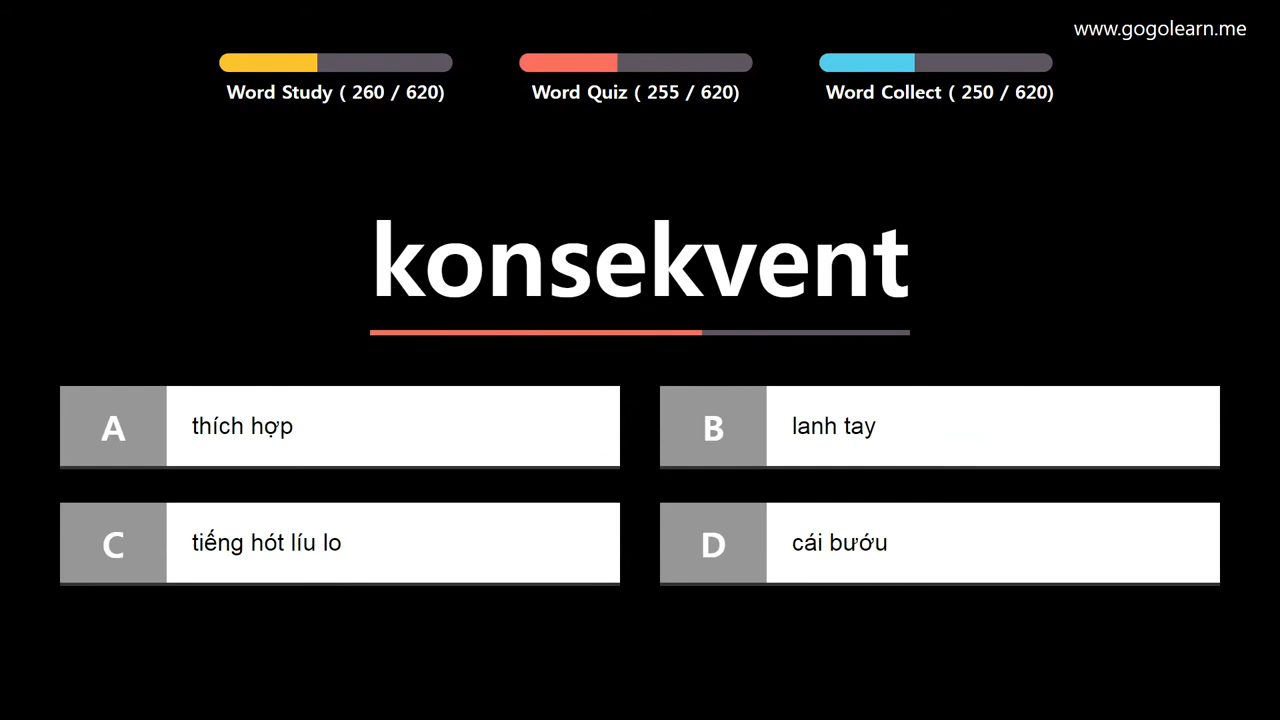 www.gogolearn.me
Word Study ( 260 / 620)
Word Quiz ( 255 / 620)
Word Collect ( 250 / 620)
konsekvent
A thích hợp
B lanh tay
C tiếng hót líu lo
D cái bướu